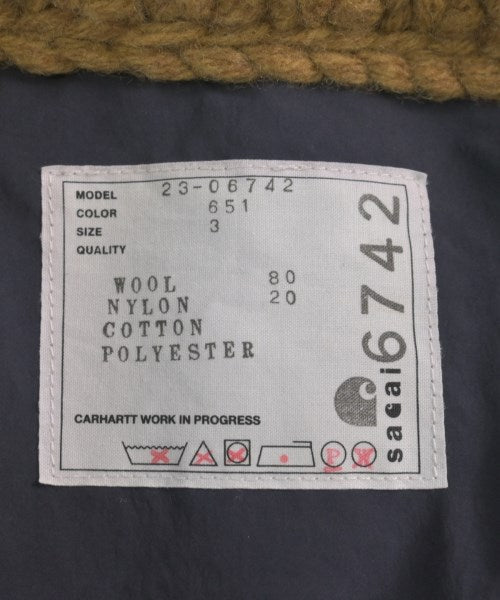 MODEL 23-06742
COLOR 651
SIZE 3
QUALITY
WOOL 80
NYLON 20
COTTON
POLYESTER
CARHARTT WORK IN PROGRESS
P
sacai 6742